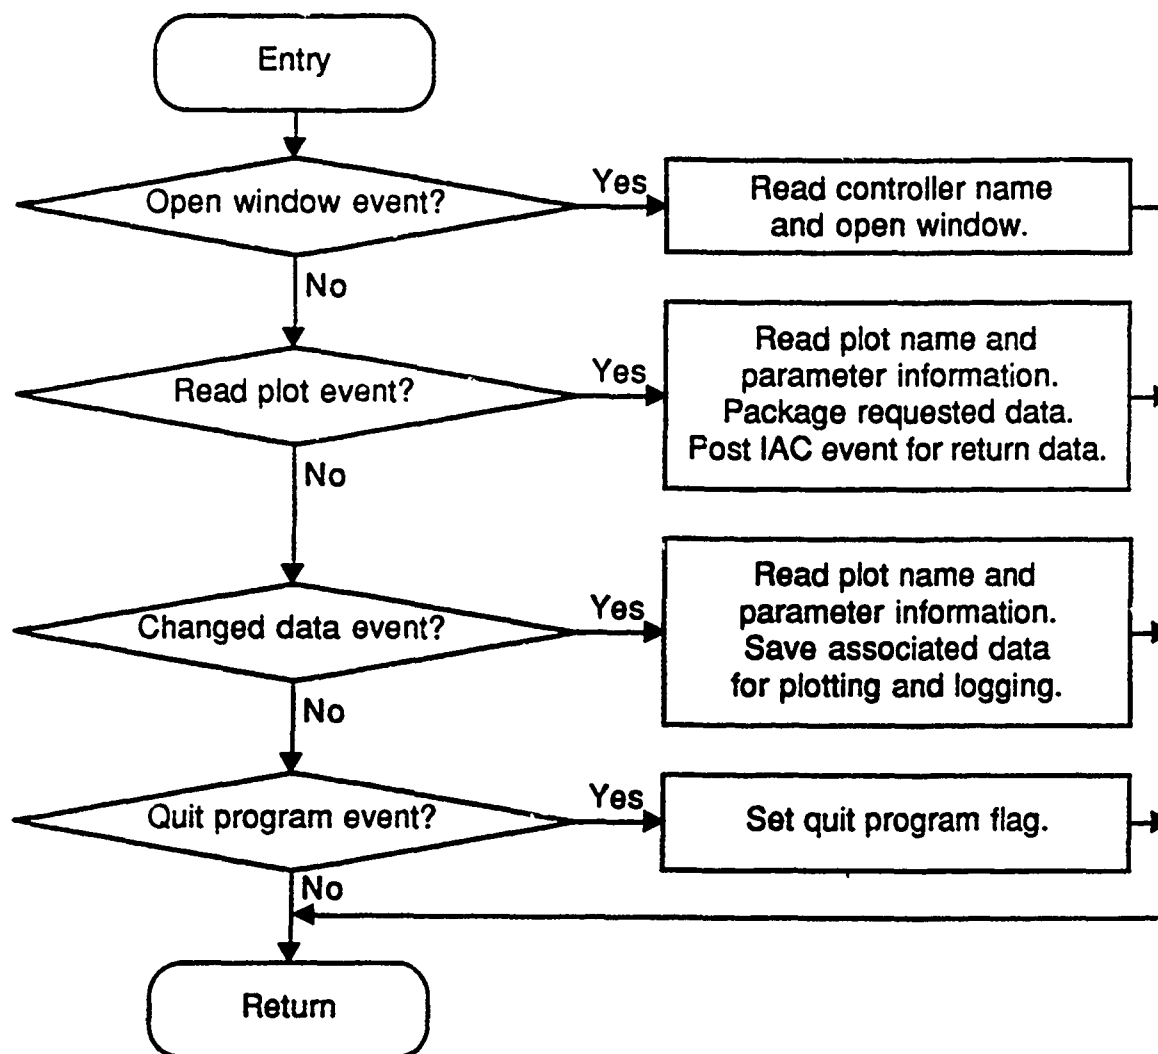 Entry
Open window event?
Yes
Read controller name
and open window.
No
Read plot event?
Yes
Read plot name and
parameter information.
Package requested data.
Post IAC event for return data.
No
Changed data event?
Yes
Read plot name and
parameter information.
Save associated data
for plotting and logging.
No
Quit program event?
Yes
Set quit program flag.
No
Return